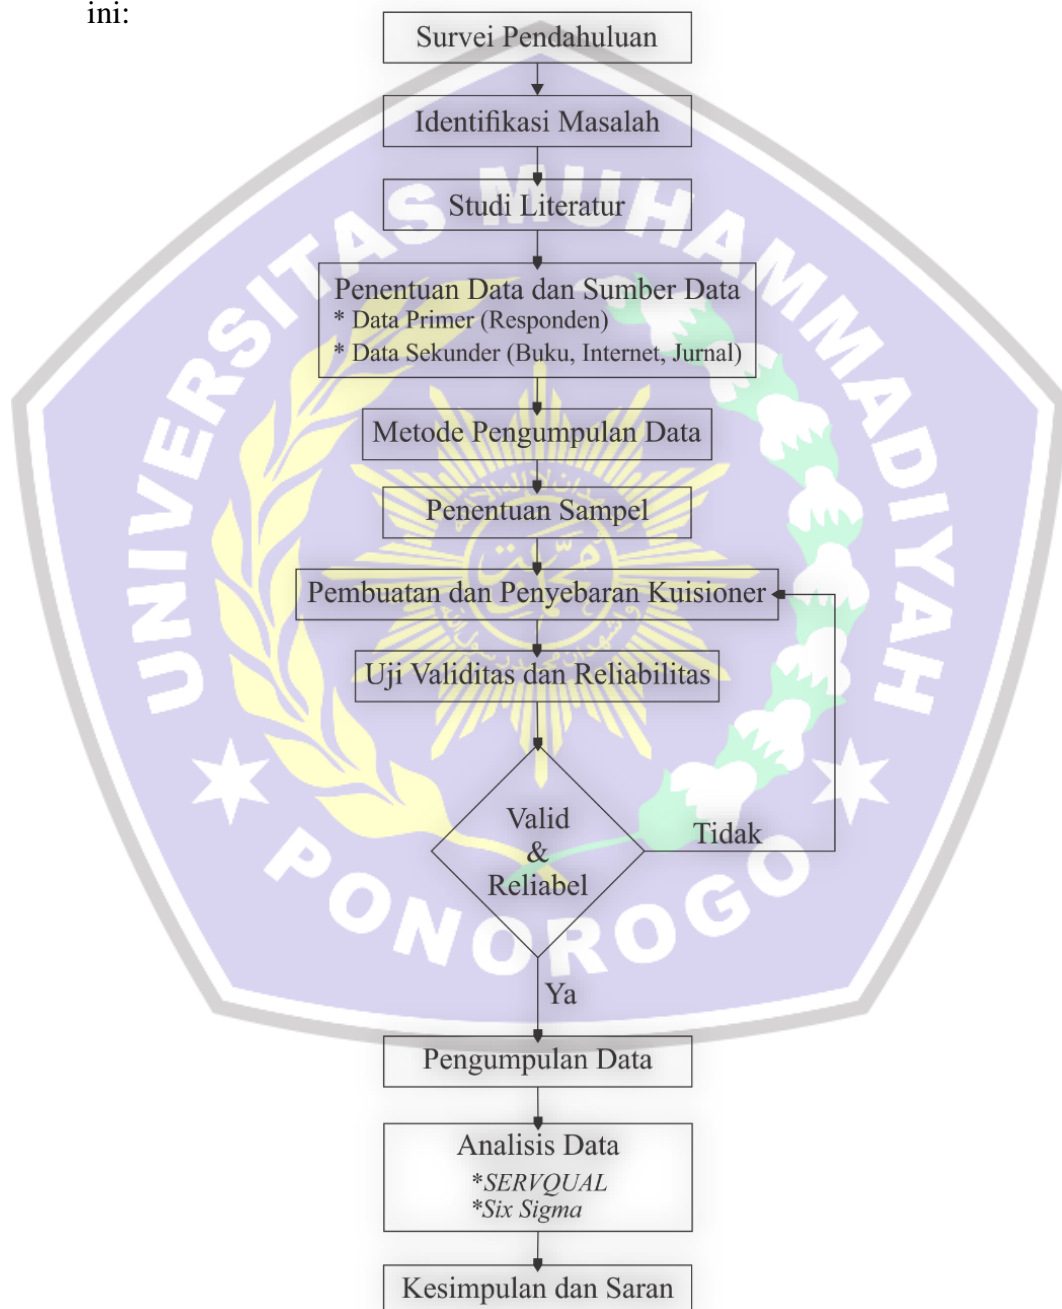 ini:
Survei Pendahuluan
Identifikasi Masalah
Studi Literatur
Penentuan Data dan Sumber Data
* Data Primer (Responden)
* Data Sekunder (Buku, Internet, Jurnal)
Metode Pengumpulan Data
Penentuan Sampel
Pembuatan dan Penyebaran Kuisioner
Uji Validitas dan Reliabilitas
Valid
&
Reliabel
Tidak
Ya
Pengumpulan Data
Analisis Data
*SERVQUAL
*Six Sigma
Kesimpulan dan Saran
UNIVERSITAS MUHAMMADIYAH
PONOROGO